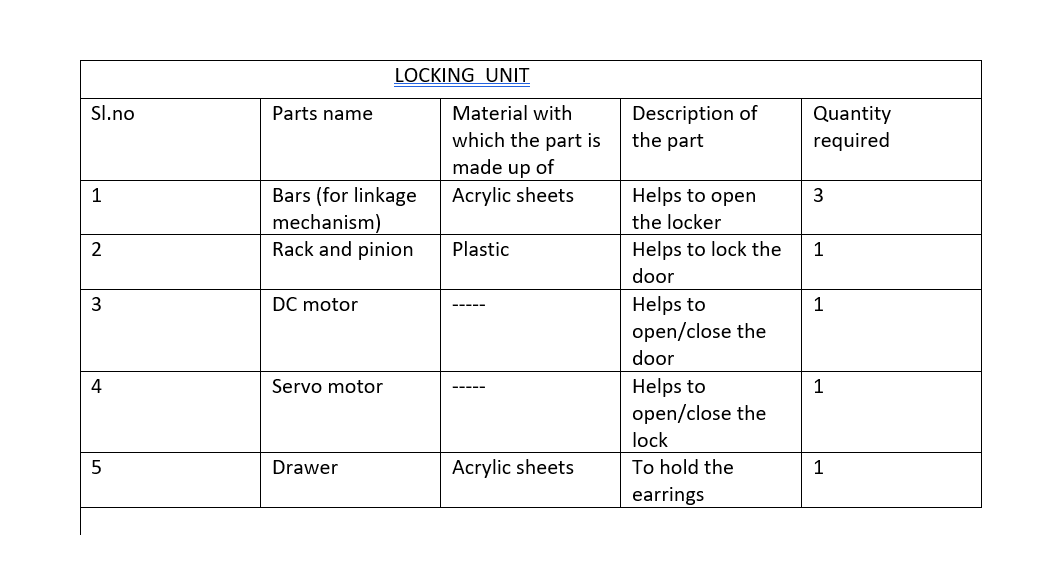 LOCKING  UNIT
Sl.no
Parts name
Material with
which the part is
made up of
Description of
the part
Quantity
required
1
Bars (for linkage
mechanism)
Acrylic sheets
Helps to open
the locker
3
2
Rack and pinion
Plastic
Helps to lock the
door
1
3
DC motor
-----
Helps to
open/close the
door
1
4
Servo motor
-----
Helps to
open/close the
lock
1
5
Drawer
Acrylic sheets
To hold the
earrings
1